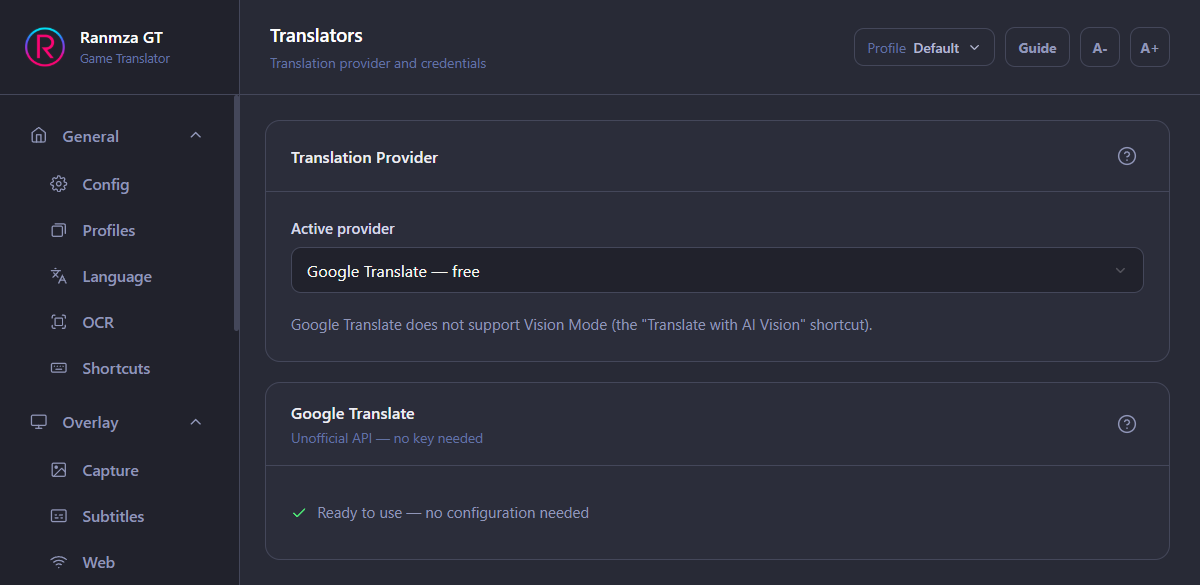 Ranmza GT
Game Translator
General
Config
Profiles
Language
OCR
Shortcuts
Overlay
Capture
Subtitles
Web
Translators
Translation provider and credentials
Profile Default
Guide
A-
A+
Translation Provider
Active provider
Google Translate — free
Google Translate does not support Vision Mode (the "Translate with AI Vision" shortcut).
Google Translate
Unofficial API — no key needed
Ready to use — no configuration needed